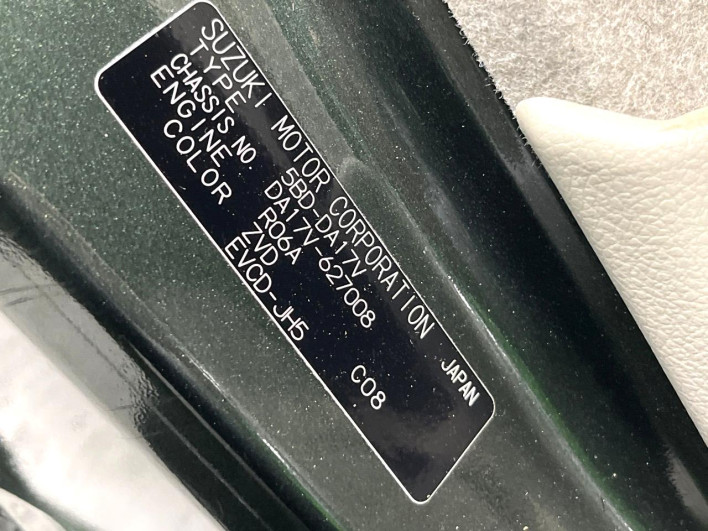 SUZUKI MOTOR CORPORATION JAPAN
TYPE 5BD-DA17V
CHASSIS NO. DA17V-627008
ENGINE R06A
COLOR ZVD
EVCD-JH5 C08